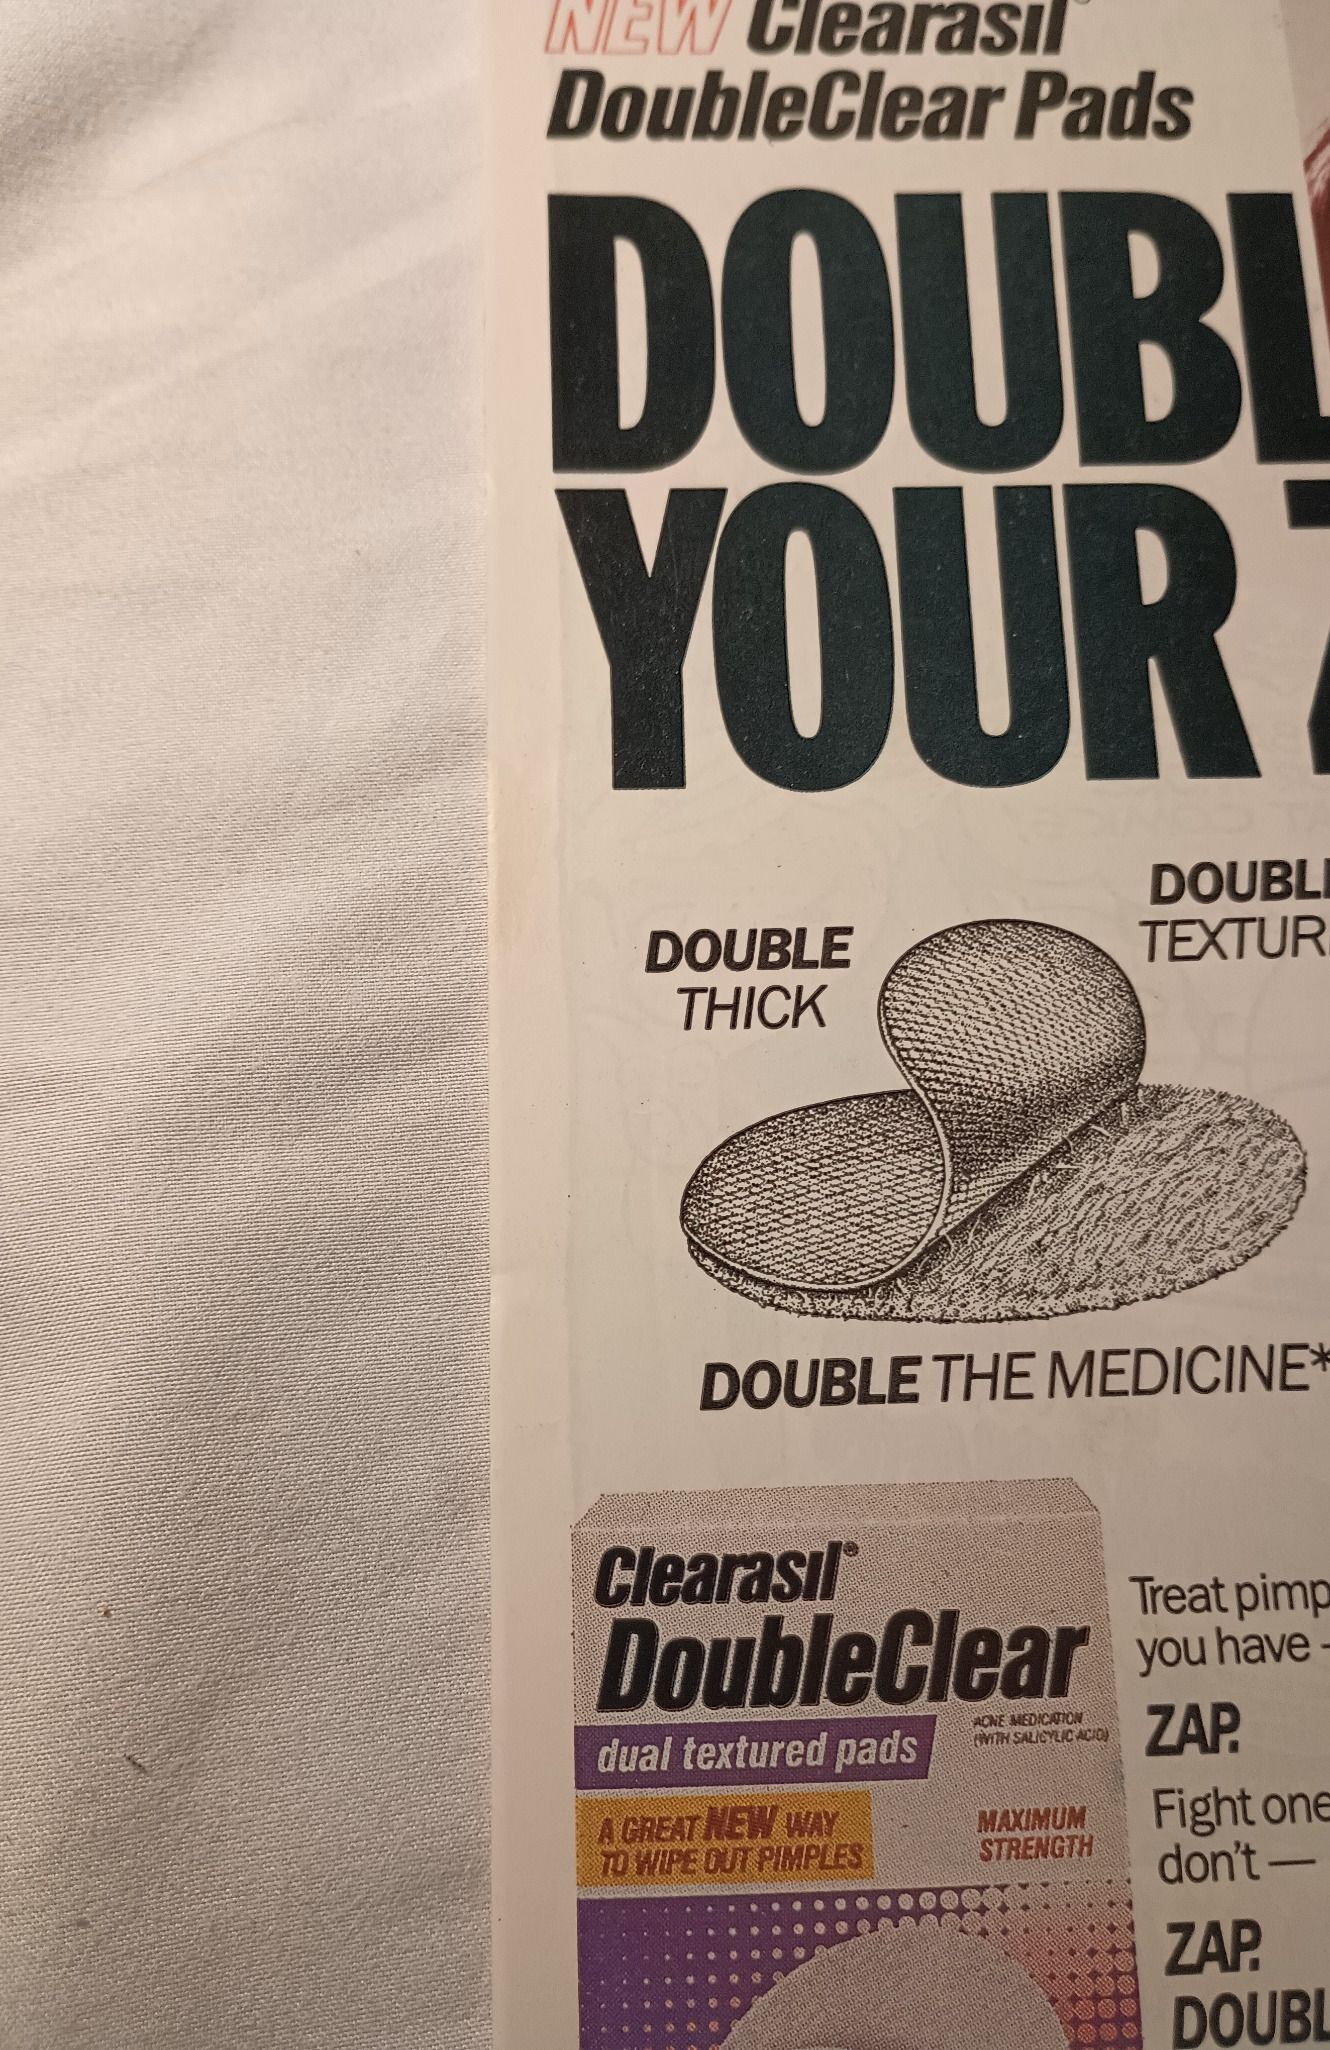 NEW Clearasil®
DoubleClear Pads
DOUBL
YOUR
DOUBLE
THICK
DOUBLE
TEXTUR
DOUBLE THE MEDICINE*
Clearasil®
DoubleClear
dual textured pads
ACNE MEDICATION
(WITH SALICYLIC ACID)
A GREAT NEW WAY
TO WIPE OUT PIMPLES
MAXIMUM
STRENGTH
Treat pimp
you have -
ZAP.
Fight one
don't —
ZAP.
DOUBL